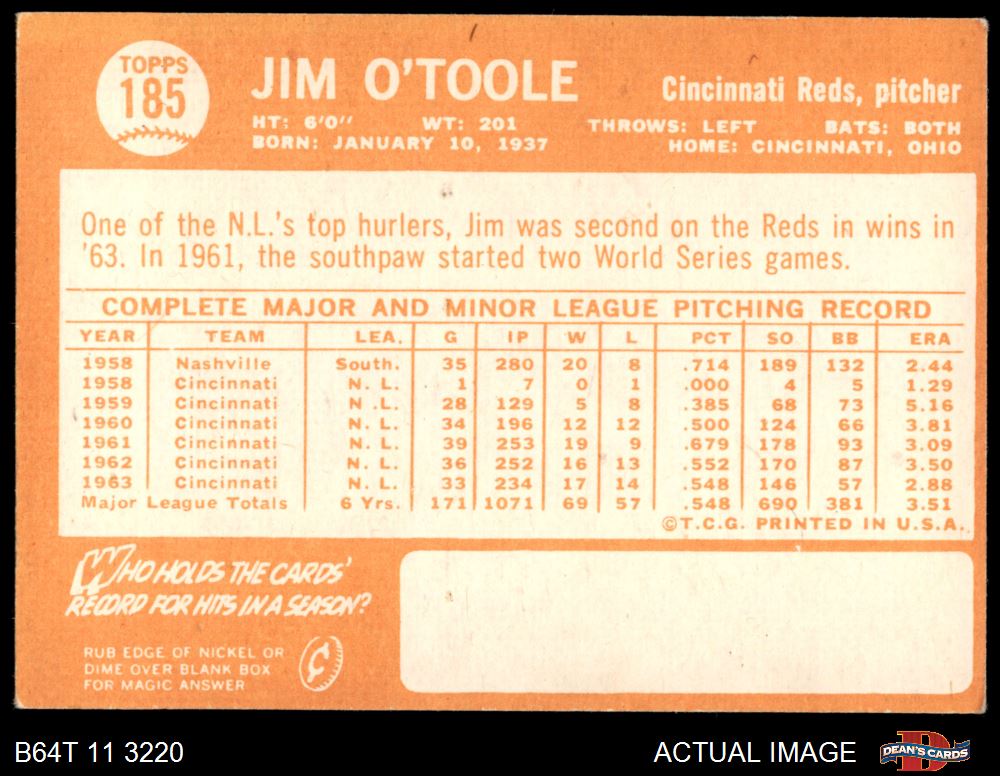 TOPPS
185
JIM O'TOOLE
Cincinnati Reds, pitcher
HT: 6'0" WT: 201 THROWS: LEFT BATS: BOTH
BORN: JANUARY 10, 1937 HOME: CINCINNATI, OHIO
One of the N.L.'s top hurlers, Jim was second on the Reds in wins in
'63. In 1961, the southpaw started two World Series games.
COMPLETE MAJOR AND MINOR LEAGUE PITCHING RECORD
YEAR TEAM LEA. G IP W L PCT SO BB ERA
1958 Nashville South. 35 280 20 8 .714 189 132 2.44
1958 Cincinnati N. L. 1 7 0 1 .000 4 5 1.29
1959 Cincinnati N .L. 28 129 5 8 .385 68 73 5.16
1960 Cincinnati N. L. 34 196 12 12 .500 124 66 3.81
1961 Cincinnati N. L. 39 253 19 9 .679 178 93 3.09
1962 Cincinnati N. L. 36 252 16 13 .552 170 87 3.50
1963 Cincinnati N. L. 33 234 17 14 .548 146 57 2.88
Major League Totals 6 Yrs. 171 1071 69 57 .548 690 381 3.51
©T.C.G. PRINTED IN U.S.A.
WHO HOLDS THE CARDS'
RECORD FOR HITS IN A SEASON?
RUB EDGE OF NICKEL OR
DIME OVER BLANK BOX
FOR MAGIC ANSWER
¢
B64T 11 3220
ACTUAL IMAGE
D
DEAN'S CARDS